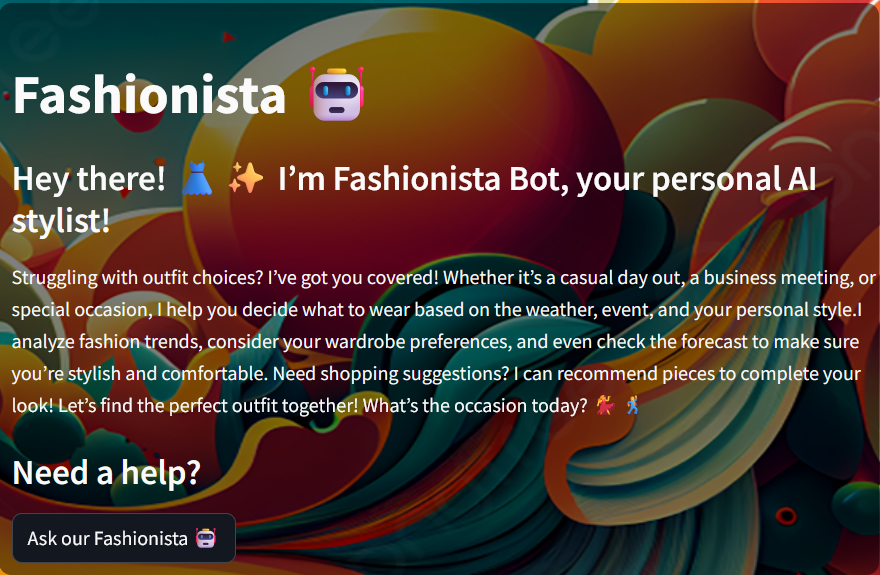 Fashionista 🤖
Hey there! 👗 ✨ I’m Fashionista Bot, your personal AI
stylist!
Struggling with outfit choices? I’ve got you covered! Whether it’s a casual day out, a business meeting, or
special occasion, I help you decide what to wear based on the weather, event, and your personal style.I
analyze fashion trends, consider your wardrobe preferences, and even check the forecast to make sure
you’re stylish and comfortable. Need shopping suggestions? I can recommend pieces to complete your
look! Let’s find the perfect outfit together! What’s the occasion today? 💃 🕺
Need a help?
Ask our Fashionista 🤖